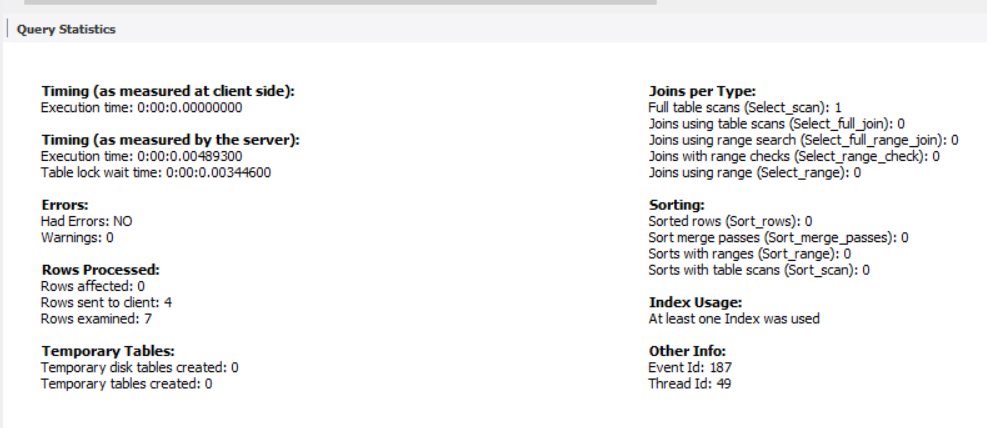 Query Statistics
Timing (as measured at client side):
Execution time: 0:00:0.00000000
Timing (as measured by the server):
Execution time: 0:00:0.00489300
Table lock wait time: 0:00:0.00344600
Errors:
Had Errors: NO
Warnings: 0
Rows Processed:
Rows affected: 0
Rows sent to client: 4
Rows examined: 7
Temporary Tables:
Temporary disk tables created: 0
Temporary tables created: 0
Joins per Type:
Full table scans (Select_scan): 1
Joins using table scans (Select_full_join): 0
Joins using range search (Select_full_range_join): 0
Joins with range checks (Select_range_check): 0
Joins using range (Select_range): 0
Sorting:
Sorted rows (Sort_rows): 0
Sort merge passes (Sort_merge_passes): 0
Sorts with ranges (Sort_range): 0
Sorts with table scans (Sort_scan): 0
Index Usage:
At least one Index was used
Other Info:
Event Id: 187
Thread Id: 49